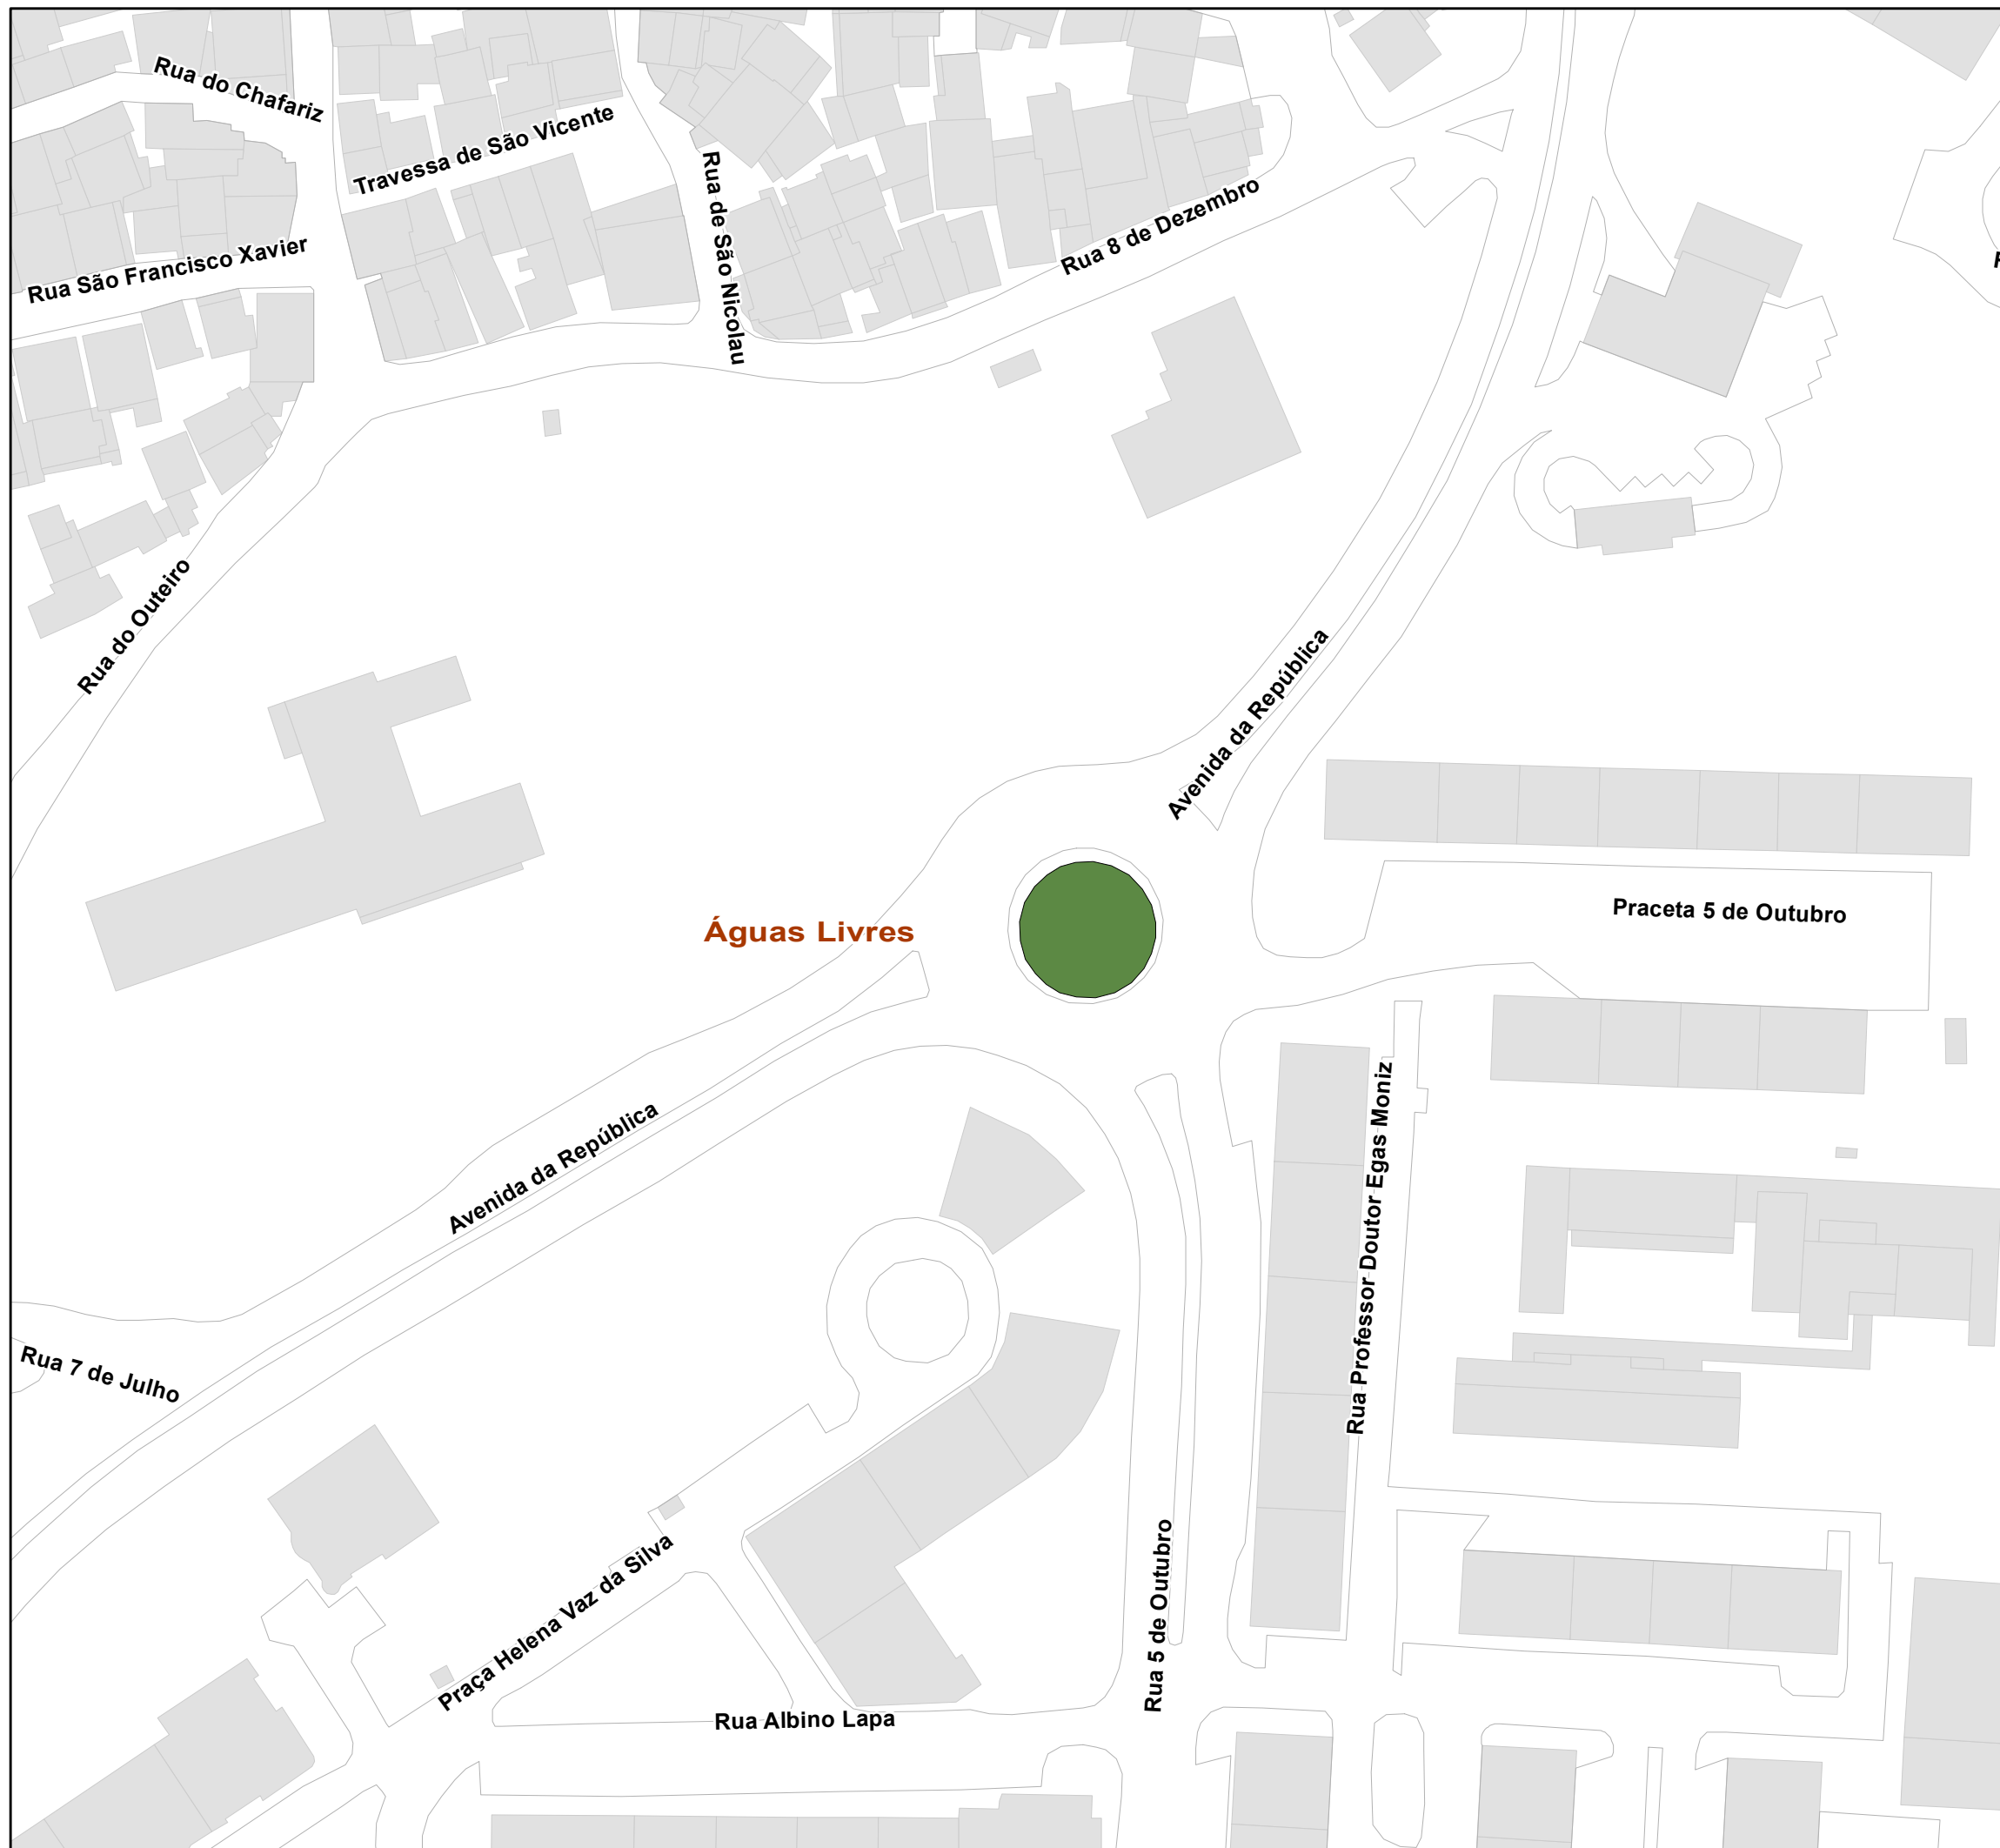 Rua do Chafariz
Travessa de São Vicente
Rua de São Nicolau
Rua 8 de Dezembro
Rua São Francisco Xavier
Rua do Outeiro
Avenida da República
Praceta 5 de Outubro
Águas Livres
Avenida da República
Rua Professor Doutor Egas Moniz
Rua 7 de Julho
Praça Helena Vaz da Silva
Rua 5 de Outubro
Rua Albino Lapa